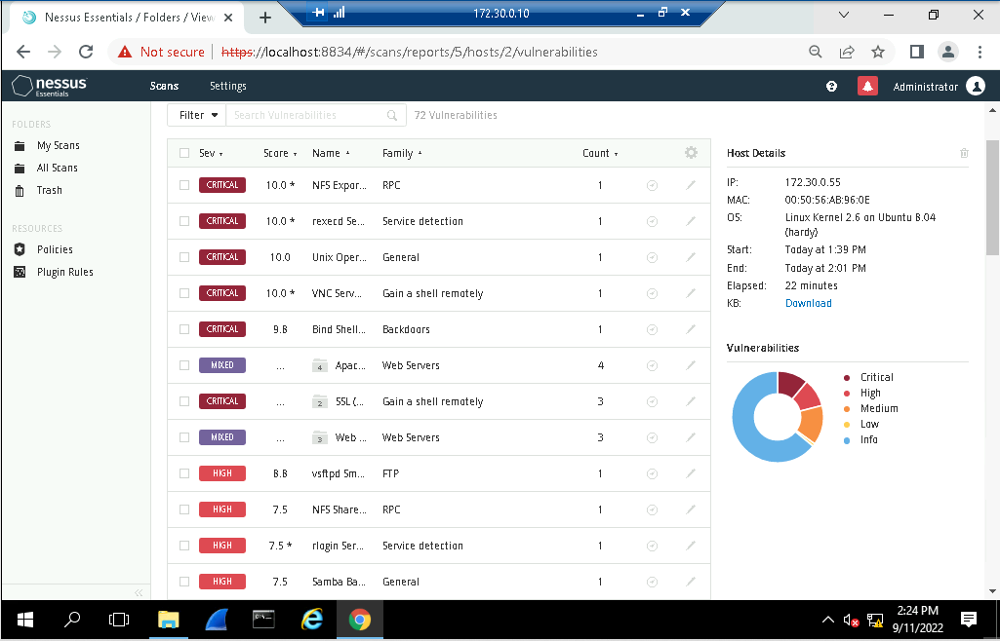 172.30.0.10
Nessus Essentials / Folders / View
Not secure
https://localhost:8834/#/scans/reports/5/hosts/2/vulnerabilities
nessus
Essentials
Scans
Settings
Administrator
FOLDERS
My Scans
All Scans
Trash
RESOURCES
Policies
Plugin Rules
Filter
Search Vulnerabilities
72 Vulnerabilities
Sev Score Name Family Count
CRITICAL 10.0 * NFS Expor... RPC 1
CRITICAL 10.0 * rexecd Se... Service detection 1
CRITICAL 10.0 Unix Oper... General 1
CRITICAL 10.0 * VNC Serv... Gain a shell remotely 1
CRITICAL 9.8 Bind Shell... Backdoors 1
MIXED ... 4 Apac... Web Servers 4
CRITICAL ... 2 SSL (... Gain a shell remotely 3
MIXED ... 3 Web ... Web Servers 3
HIGH 8.8 vsftpd Sm... FTP 1
HIGH 7.5 NFS Share... RPC 1
HIGH 7.5 * rlogin Ser... Service detection 1
HIGH 7.5 Samba Ba... General 1
Host Details
IP: 172.30.0.55
MAC: 00:50:56:AB:96:0E
OS: Linux Kernel 2.6 on Ubuntu 8.04
(hardy)
Start: Today at 1:39 PM
End: Today at 2:01 PM
Elapsed: 22 minutes
KB: Download
Vulnerabilities
Critical
High
Medium
Low
Info
2:24 PM
9/11/2022